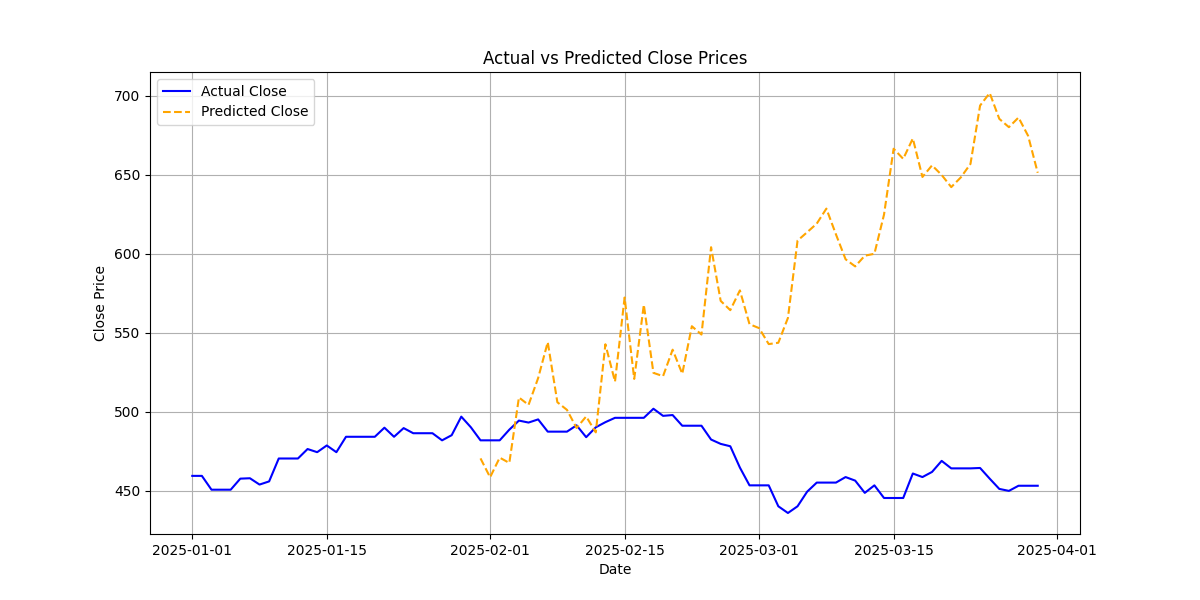 Actual vs Predicted Close Prices
Actual Close
Predicted Close
Close Price
700
650
600
550
500
450
2025-01-01
2025-01-15
2025-02-01
2025-02-15
2025-03-01
2025-03-15
2025-04-01
Date